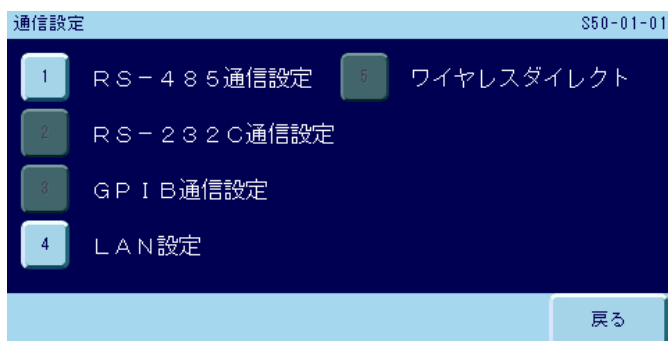 通信設定 S50-01-01
1 RS-485通信設定 5 ワイヤレスダイレクト
2 RS-232C通信設定
3 GPIB通信設定
4 LAN設定
戻る